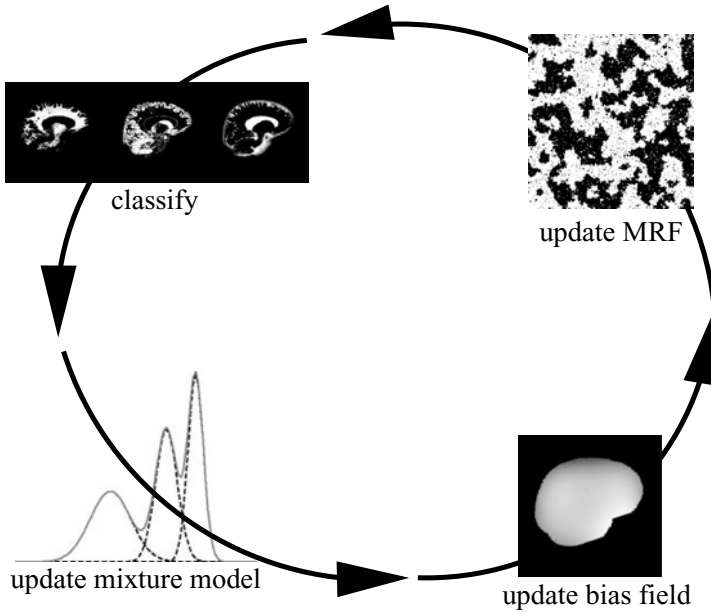 classify
update MRF
update mixture model
update bias field